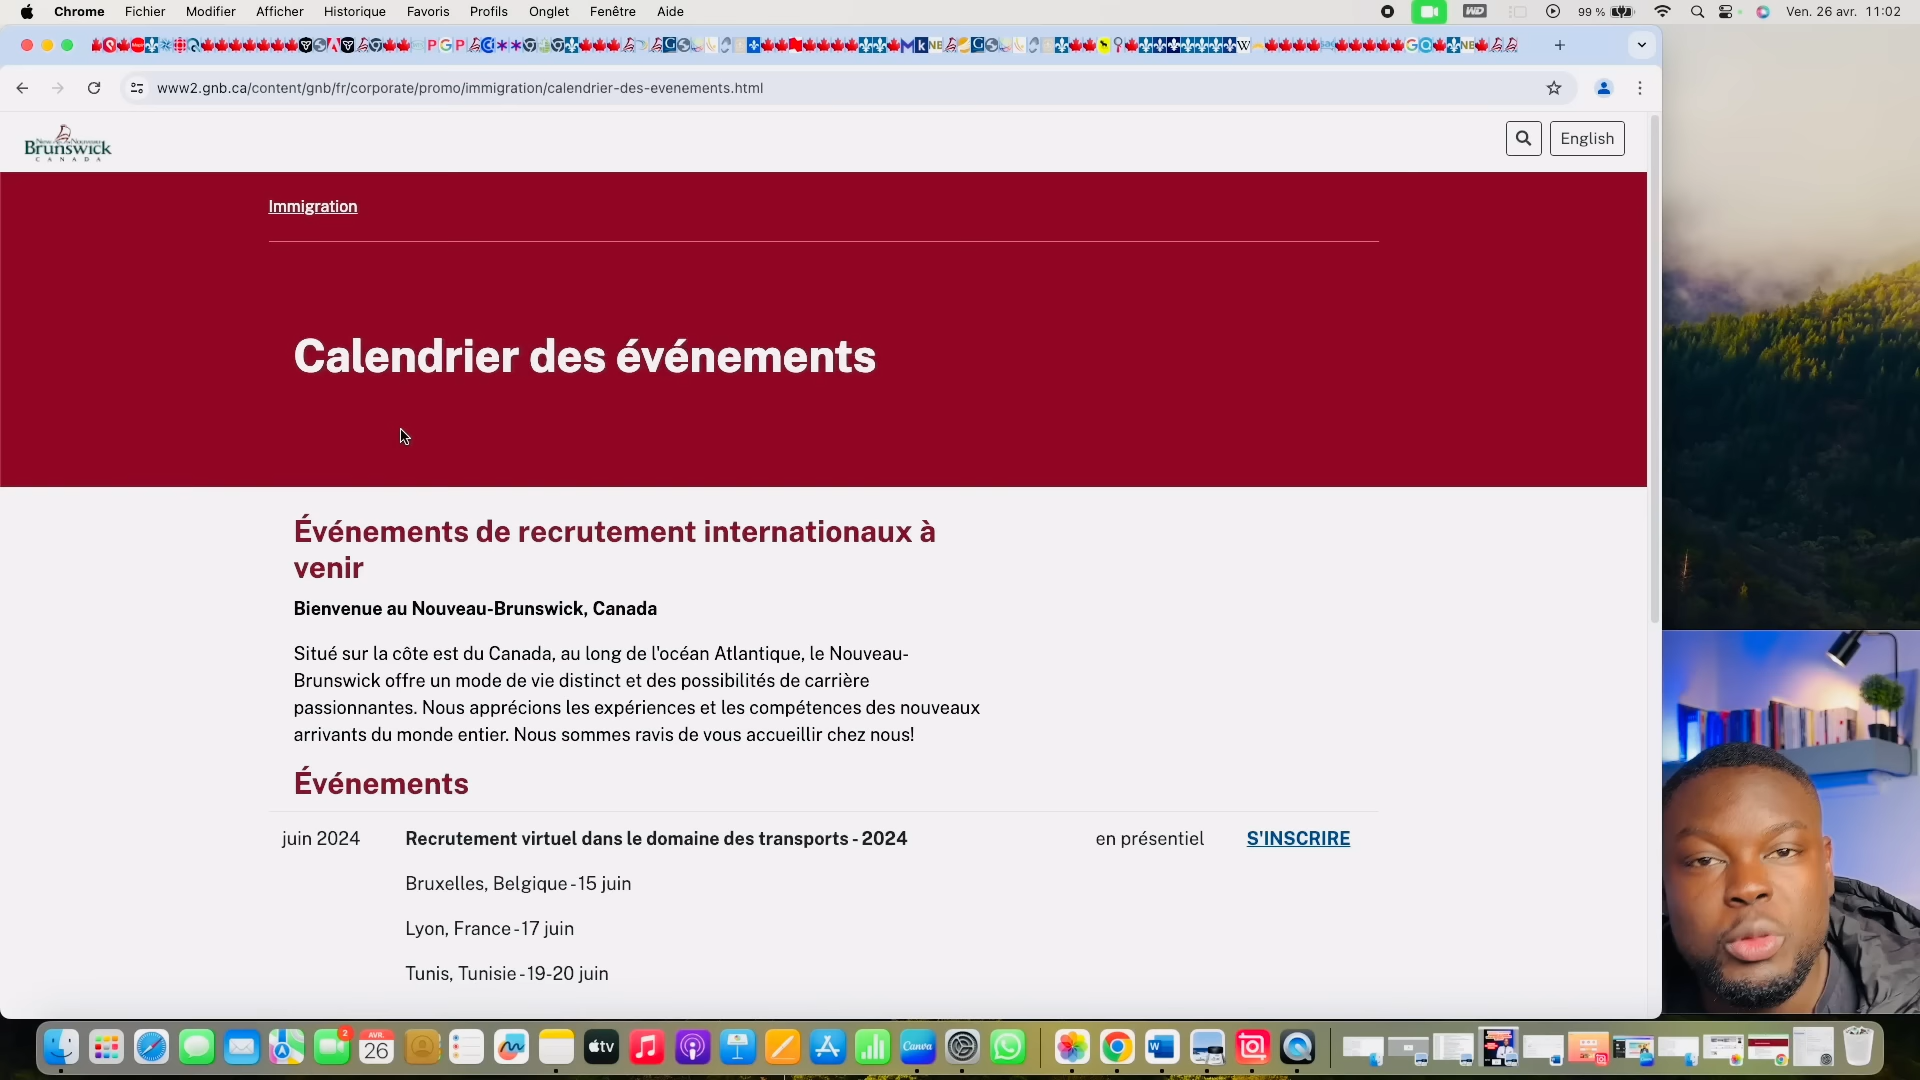 Chrome Fichier Modifier Afficher Historique Favoris Profils Onglet Fenêtre Aide
99 % Ven. 26 avr. 11:02
www2.gnb.ca/content/gnb/fr/corporate/promo/immigration/calendrier-des-evenements.html
Brunswick
CANADA
English
Immigration
Calendrier des événements
Événements de recrutement internationaux à
venir
Bienvenue au Nouveau-Brunswick, Canada
Situé sur la côte est du Canada, au long de l'océan Atlantique, le Nouveau-
Brunswick offre un mode de vie distinct et des possibilités de carrière
passionnantes. Nous apprécions les expériences et les compétences des nouveaux
arrivants du monde entier. Nous sommes ravis de vous accueillir chez nous!
Événements
juin 2024 Recrutement virtuel dans le domaine des transports - 2024 en présentiel S'INSCRIRE
Bruxelles, Belgique - 15 juin
Lyon, France - 17 juin
Tunis, Tunisie - 19-20 juin
2
AVR.
26
tv
Canva
W